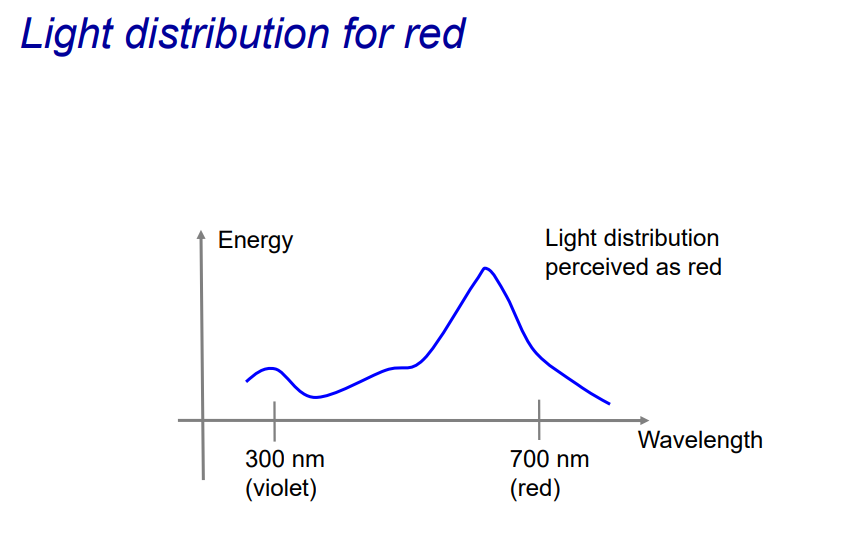 Light distribution for red
Energy
Light distribution
perceived as red
Wavelength
300 nm
(violet)
700 nm
(red)